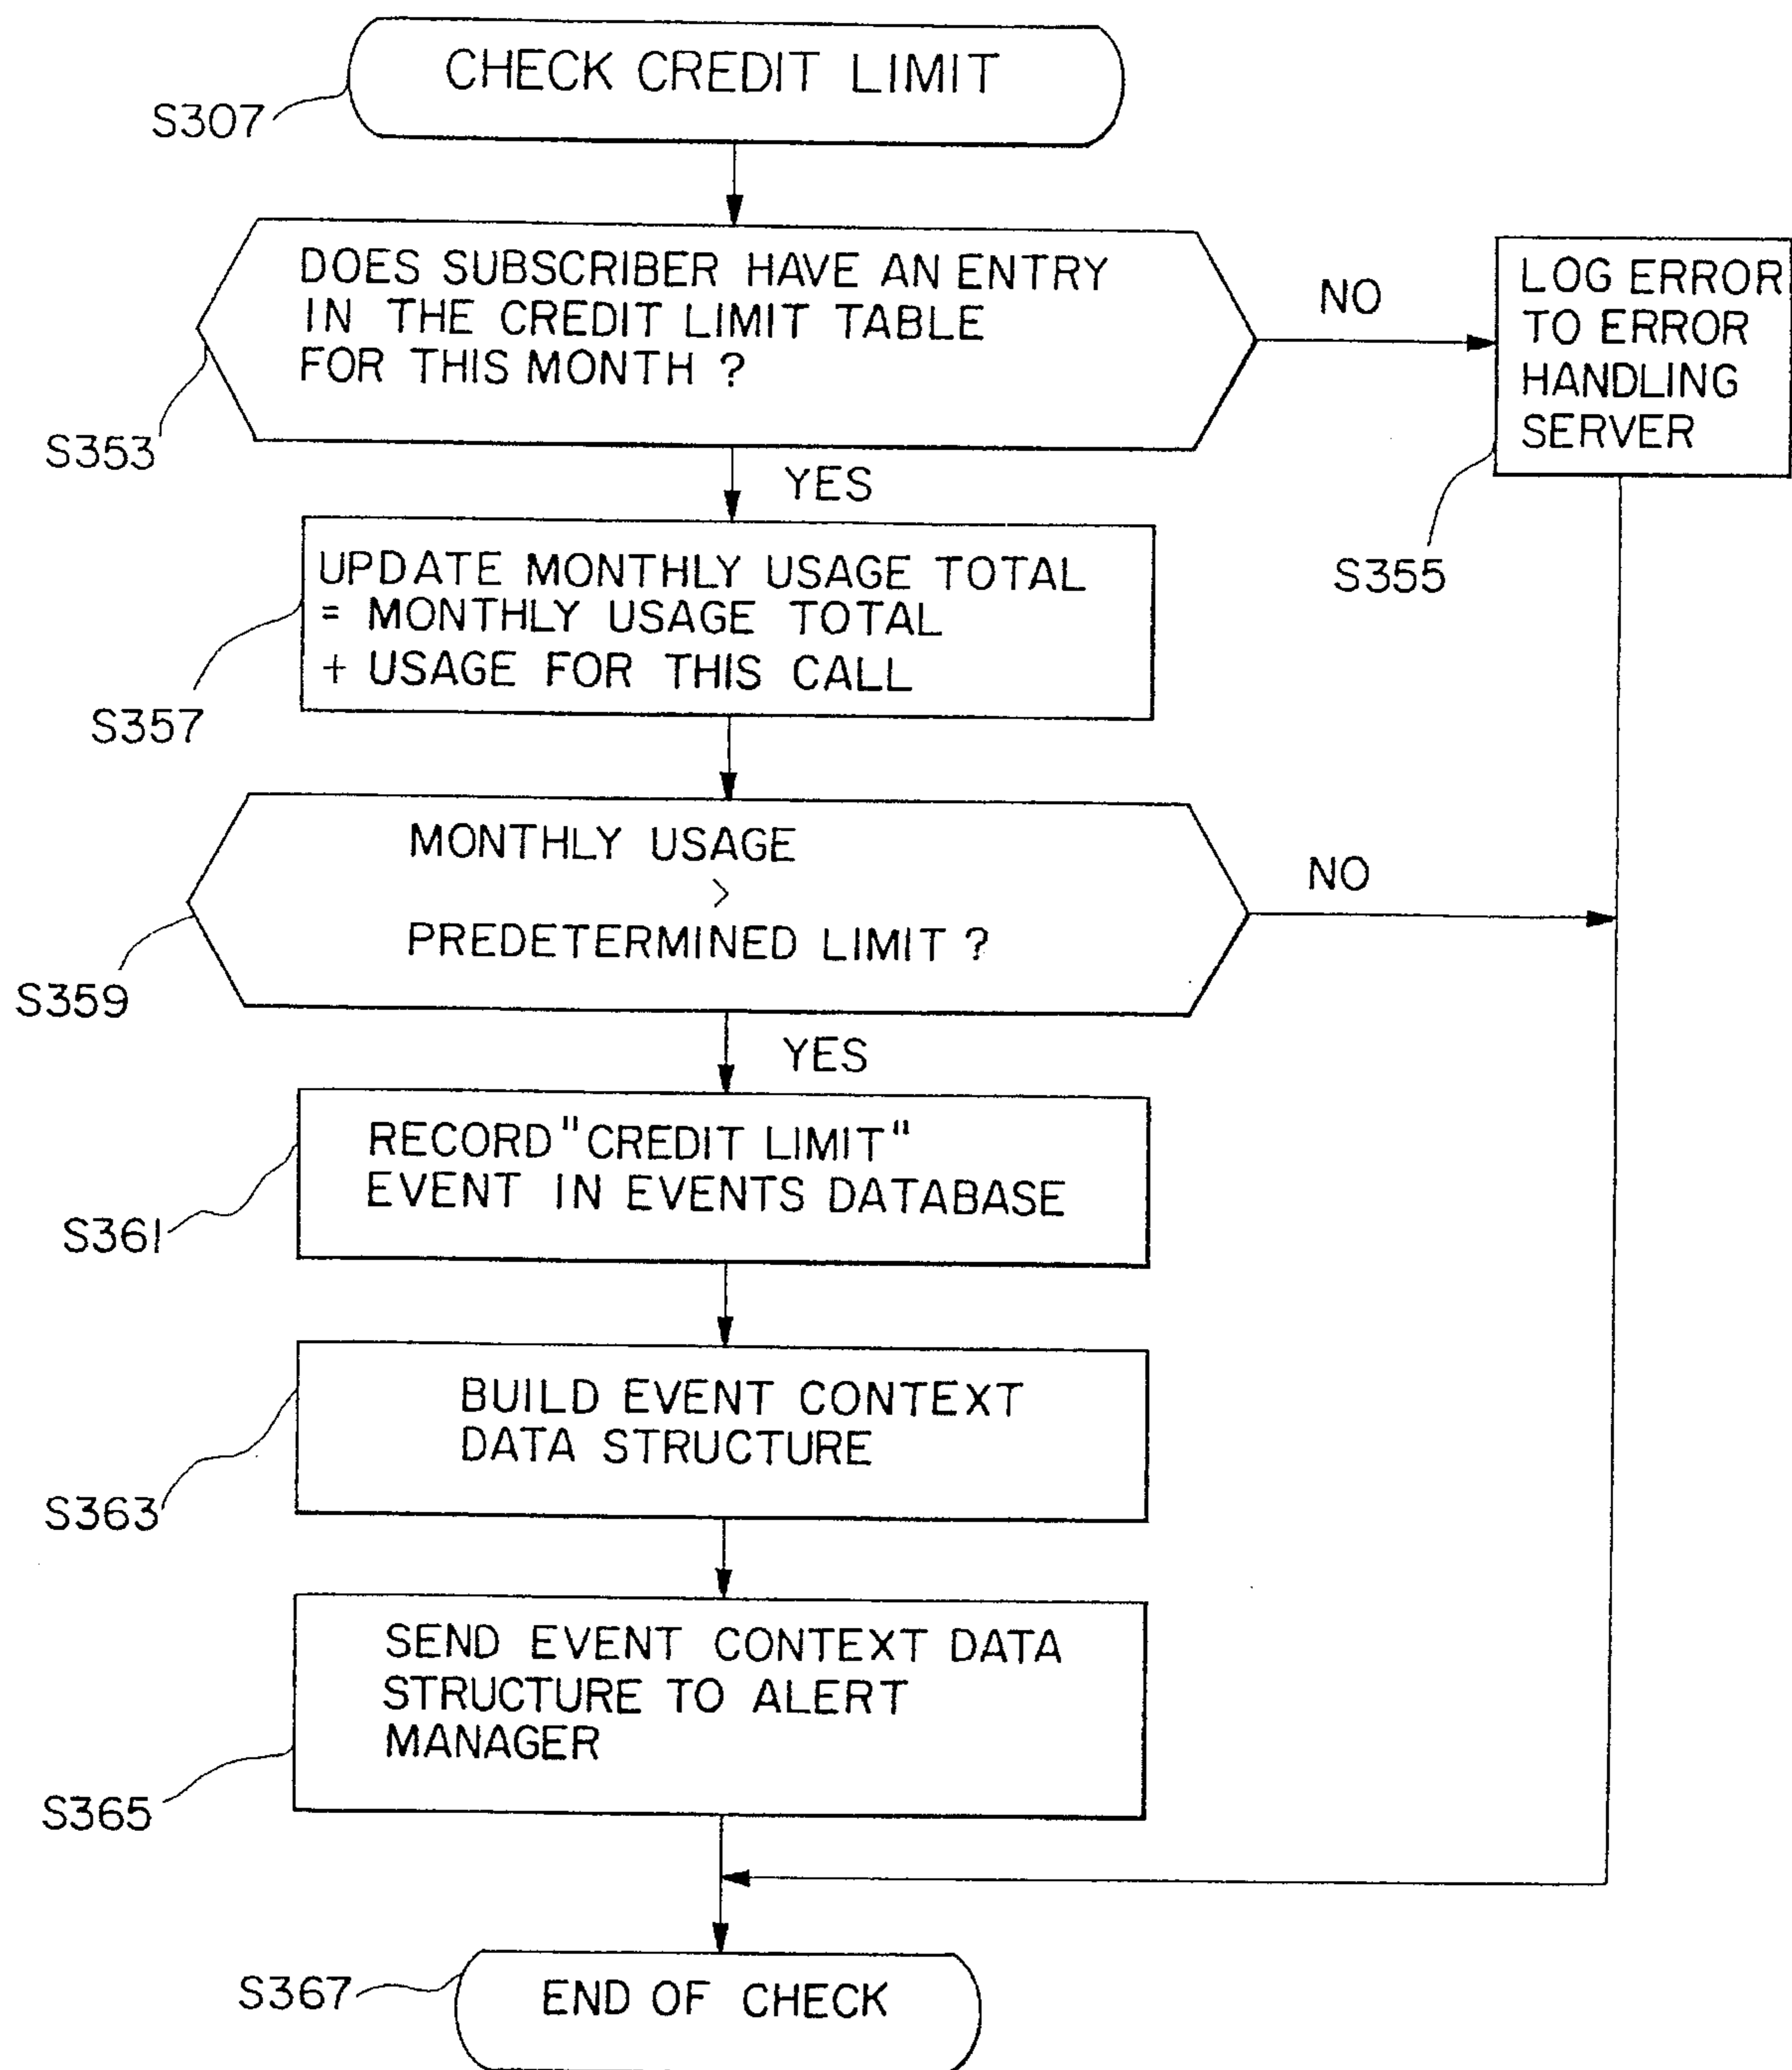 CHECK CREDIT LIMIT
S307
DOES SUBSCRIBER HAVE AN ENTRY
IN THE CREDIT LIMIT TABLE
FOR THIS MONTH ?
S353
NO
LOG ERROR
TO ERROR
HANDLING
SERVER
S355
YES
UPDATE MONTHLY USAGE TOTAL
= MONTHLY USAGE TOTAL
+ USAGE FOR THIS CALL
S357
MONTHLY USAGE
>
PREDETERMINED LIMIT ?
S359
NO
YES
RECORD "CREDIT LIMIT"
EVENT IN EVENTS DATABASE
S361
BUILD EVENT CONTEXT
DATA STRUCTURE
S363
SEND EVENT CONTEXT DATA
STRUCTURE TO ALERT
MANAGER
S365
S367
END OF CHECK